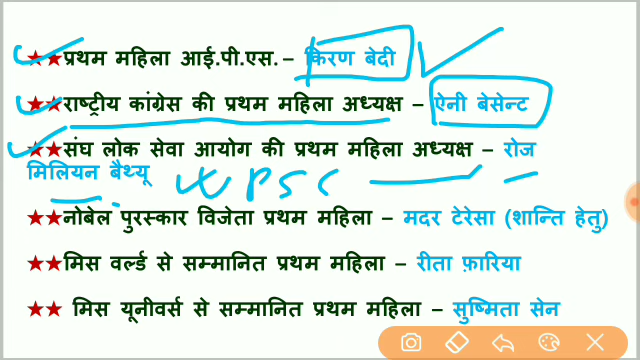 ★★प्रथम महिला आई.पी.एस. – किरण बेदी
★★राष्ट्रीय कांग्रेस की प्रथम महिला अध्यक्ष – ऐनी बेसेन्ट
★★संघ लोक सेवा आयोग की प्रथम महिला अध्यक्ष – रोज
मिलियन बैथ्यू
UPSC
★★नोबेल पुरस्कार विजेता प्रथम महिला – मदर टेरेसा (शान्ति हेतु)
★★मिस वर्ल्ड से सम्मानित प्रथम महिला – रीता फ़ारिया
★★ मिस यूनीवर्स से सम्मानित प्रथम महिला – सुष्मिता सेन